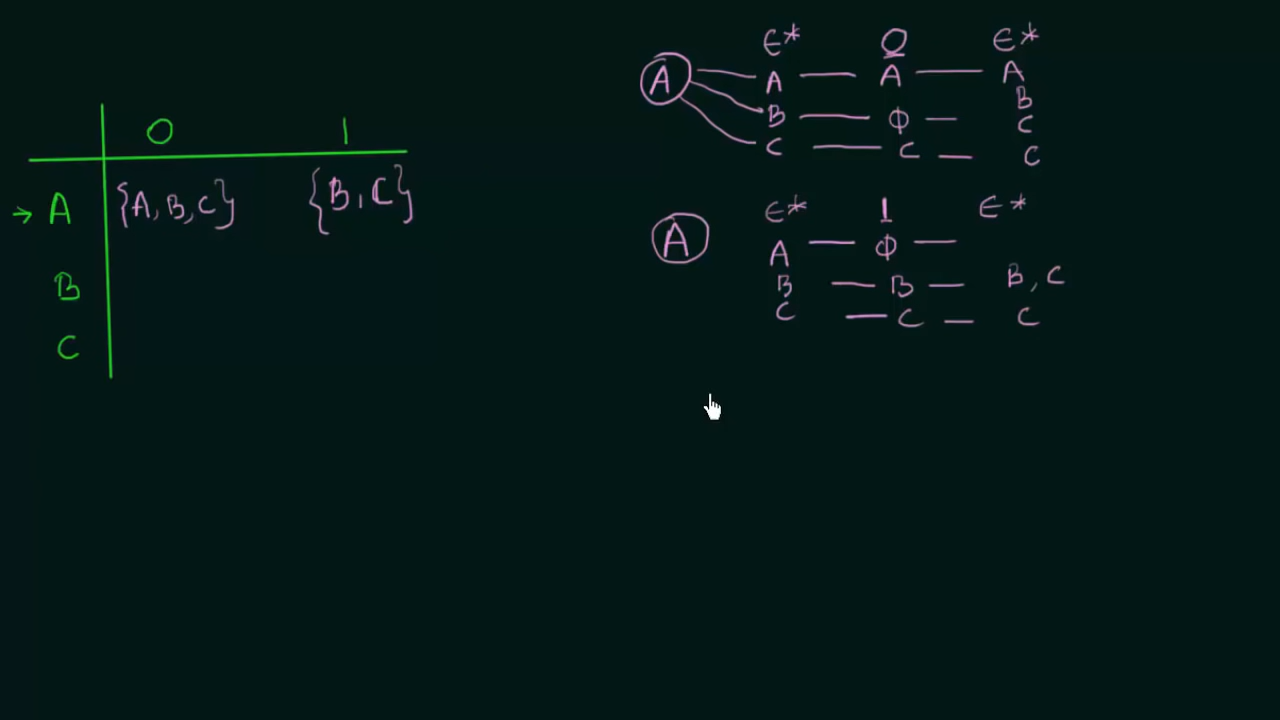 0 1
→ A {A, B, C} {B, C}
B
C
∈* 0 ∈*
A A — A — A
B
B — Φ — C
C — C — C
∈* 1 ∈*
A A — Φ —
B — B — B, C
C — C — C